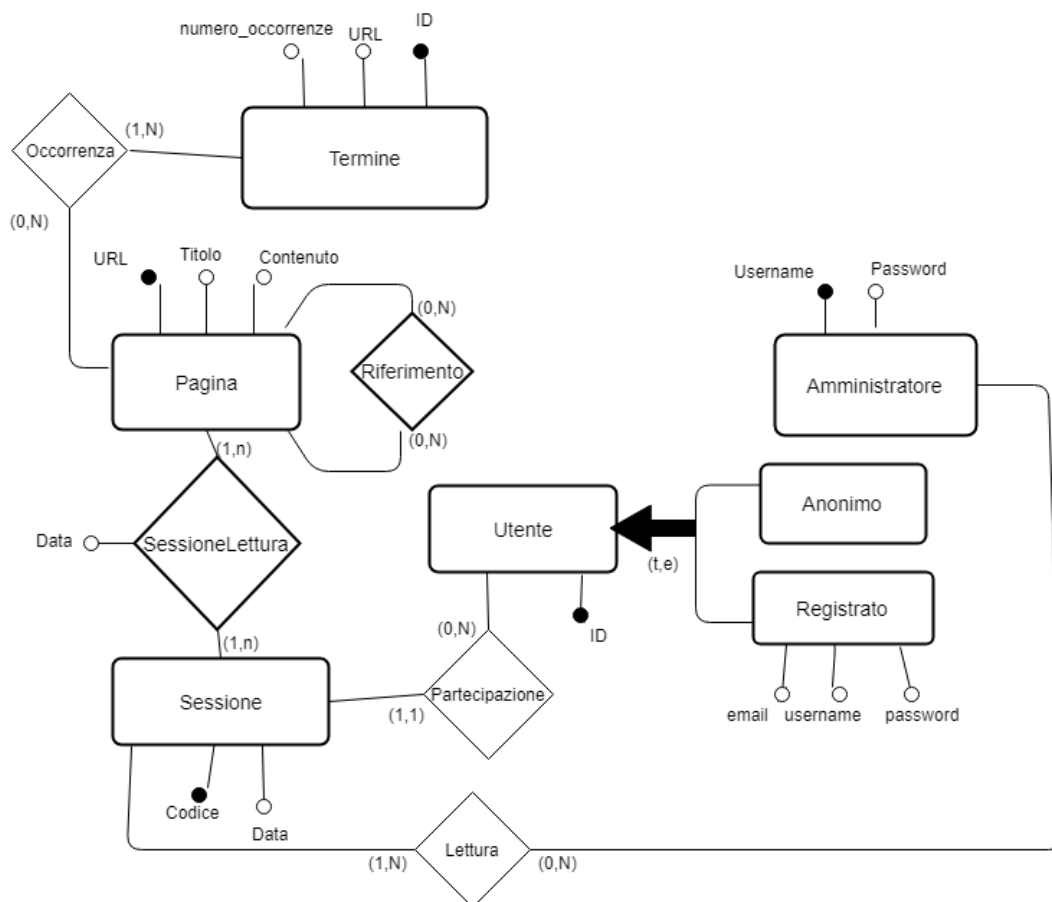 numero_occorrenze
URL
ID
Occorrenza
(1,N)
Termine
(0,N)
URL
Titolo
Contenuto
(0,N)
Riferimento
(0,N)
Pagina
(1,n)
Username
Password
Amministratore
Data
SessioneLettura
Utente
(t,e)
Anonimo
Registrato
(0,N)
ID
(1,n)
Sessione
(1,1)
Partecipazione
email
username
password
Codice
Data
(1,N)
Lettura
(0,N)